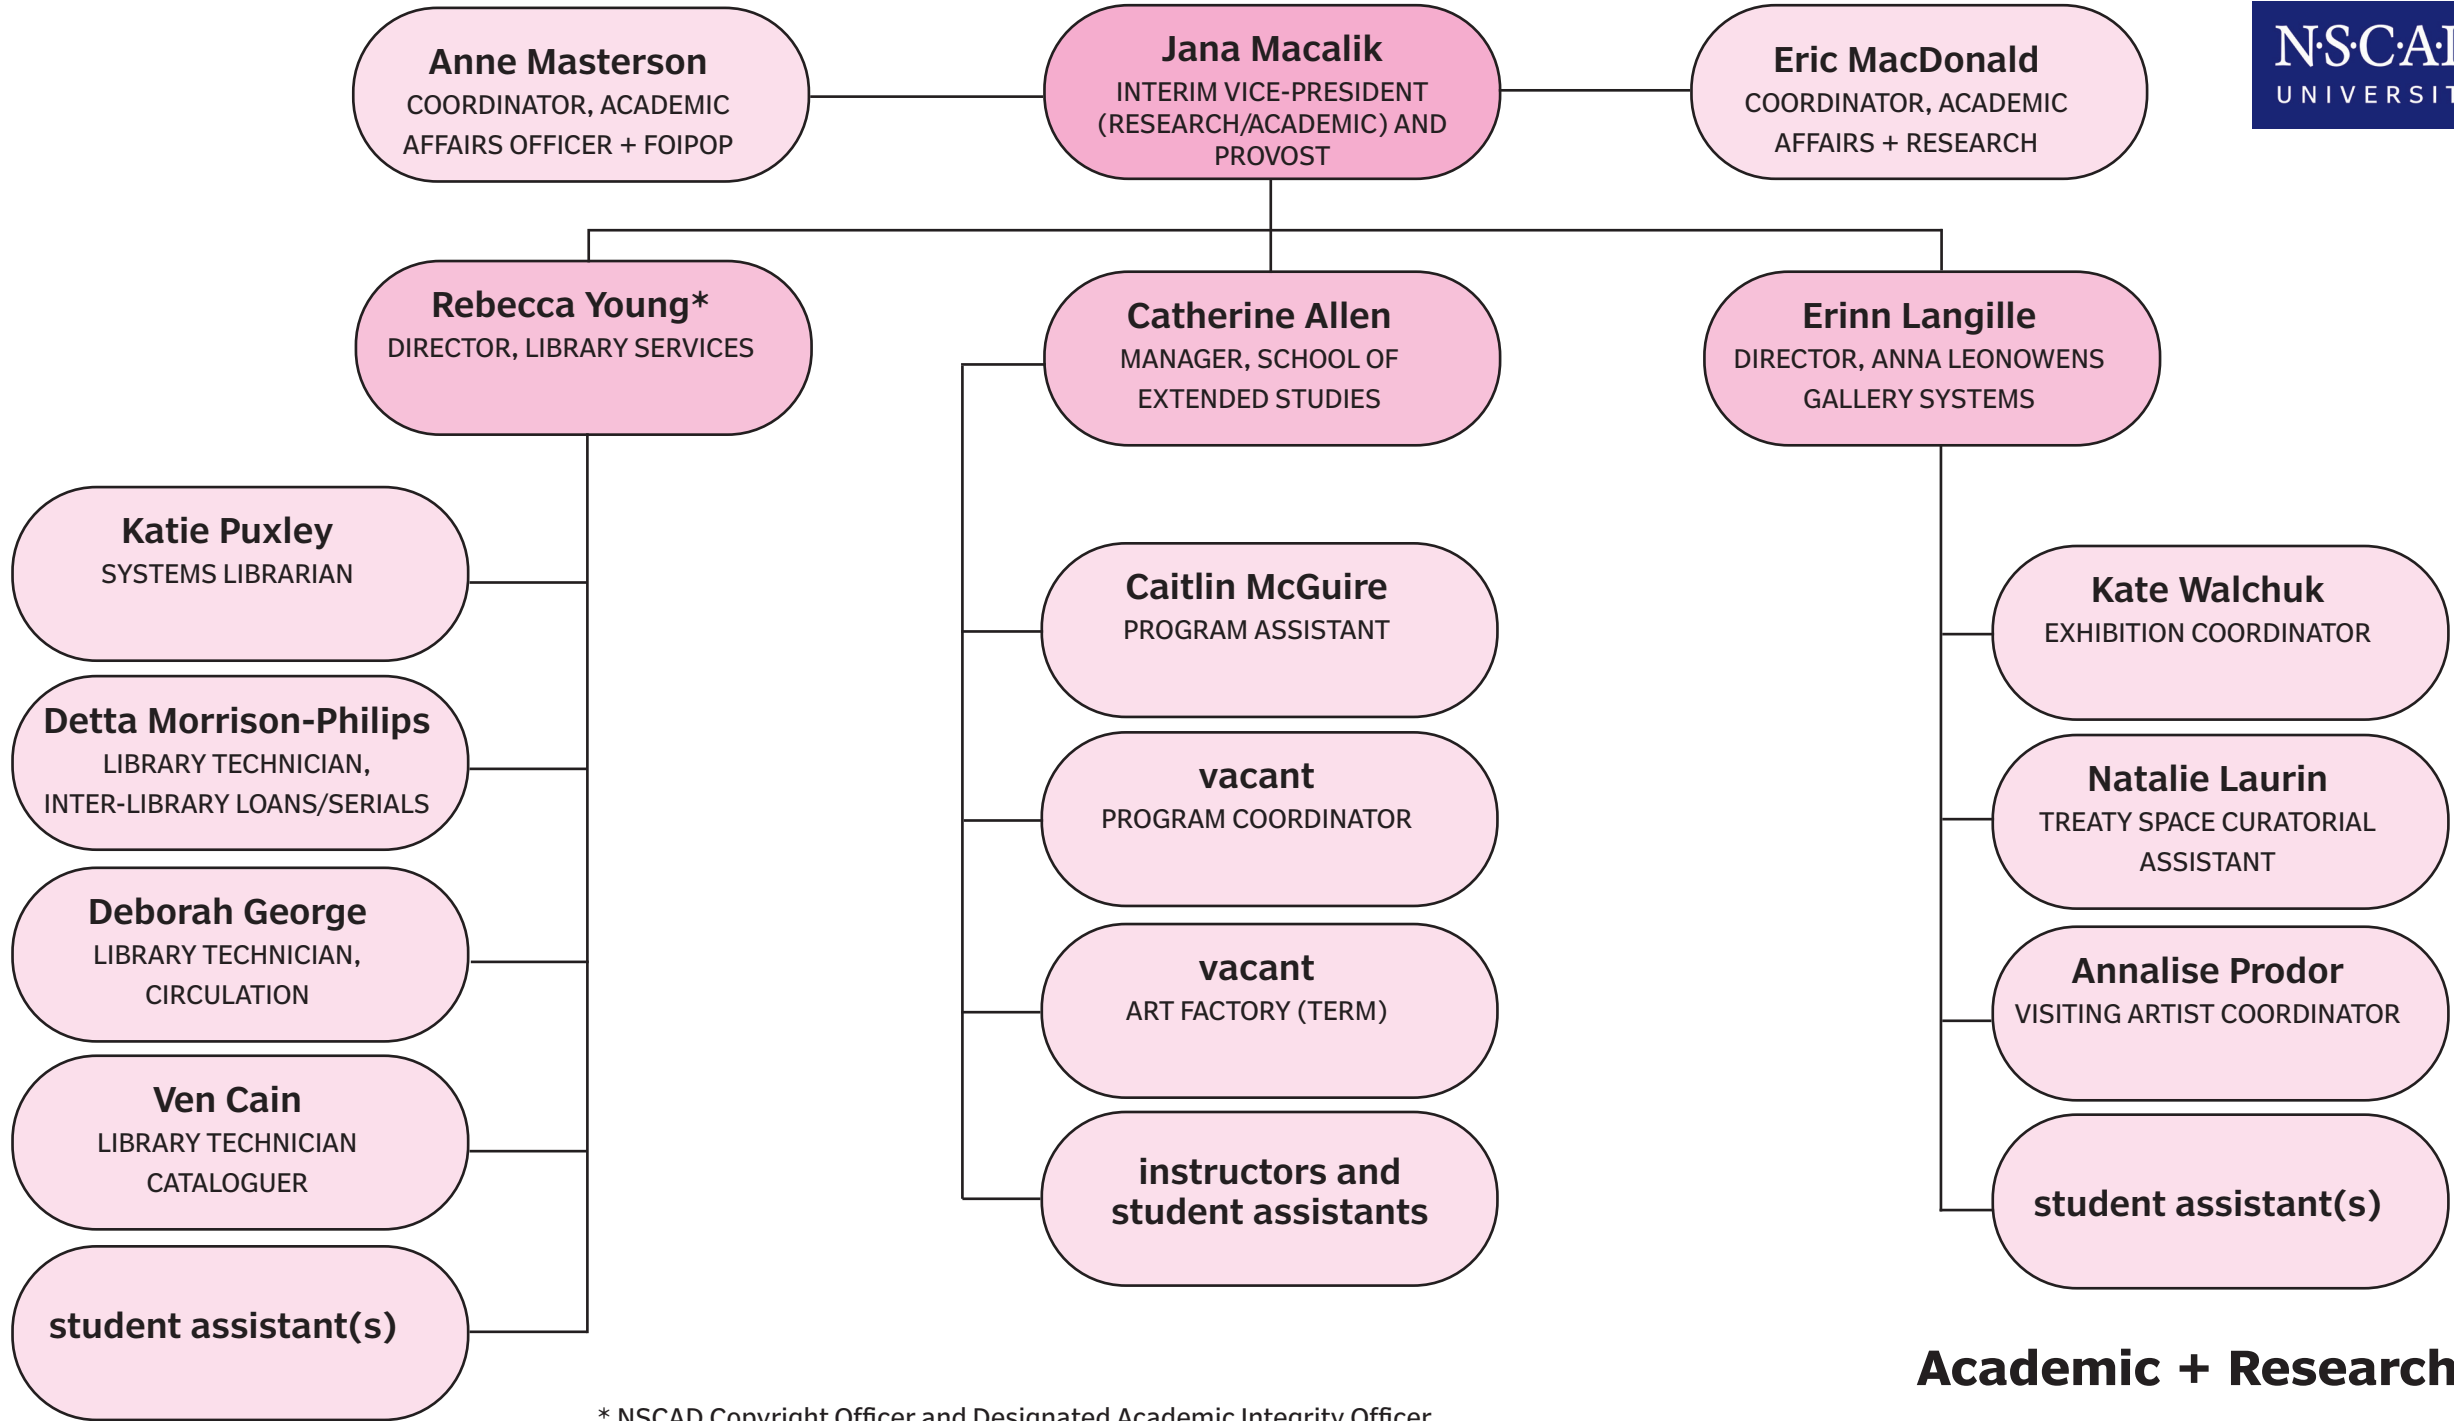 Anne Masterson
COORDINATOR, ACADEMIC
AFFAIRS OFFICER + FOIPOP
Jana Macalik
INTERIM VICE-PRESIDENT
(RESEARCH/ACADEMIC) AND
PROVOST
Eric MacDonald
COORDINATOR, ACADEMIC
AFFAIRS + RESEARCH
N·S·C·A·D
UNIVERSIT
Rebecca Young*
DIRECTOR, LIBRARY SERVICES
Catherine Allen
MANAGER, SCHOOL OF
EXTENDED STUDIES
Erinn Langille
DIRECTOR, ANNA LEONOWENS
GALLERY SYSTEMS
Katie Puxley
SYSTEMS LIBRARIAN
Detta Morrison-Philips
LIBRARY TECHNICIAN,
INTER-LIBRARY LOANS/SERIALS
Deborah George
LIBRARY TECHNICIAN,
CIRCULATION
Ven Cain
LIBRARY TECHNICIAN
CATALOGUER
student assistant(s)
Caitlin McGuire
PROGRAM ASSISTANT
vacant
PROGRAM COORDINATOR
vacant
ART FACTORY (TERM)
instructors and
student assistants
Kate Walchuk
EXHIBITION COORDINATOR
Natalie Laurin
TREATY SPACE CURATORIAL
ASSISTANT
Annalise Prodor
VISITING ARTIST COORDINATOR
student assistant(s)
Academic + Research
* NSCAD Copyright Officer and Designated Academic Integrity Officer